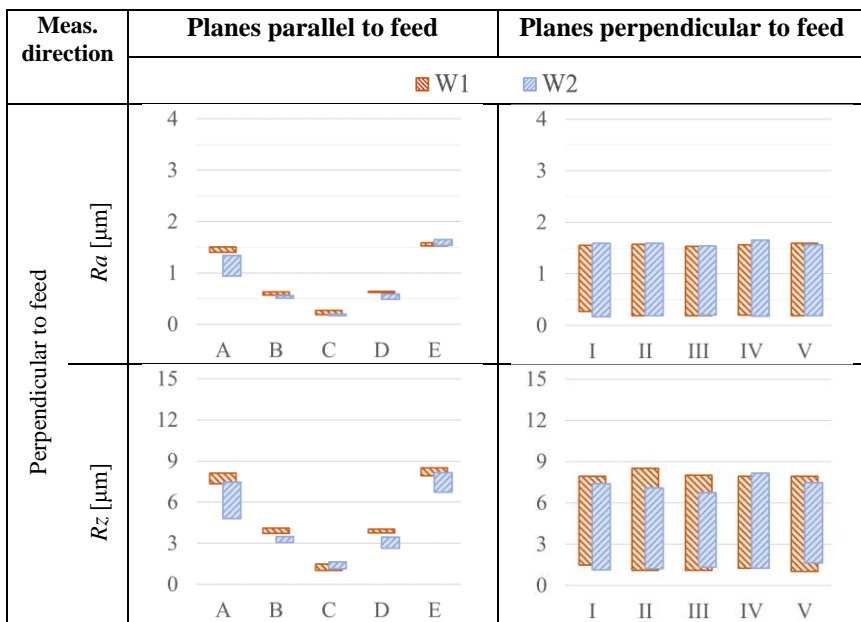 Meas. direction
Planes parallel to feed
Planes perpendicular to feed
W1 W2
Perpendicular to feed
Ra [μm]
4
3
2
1
0
A B C D E
4
3
2
1
0
I II III IV V
Rz [μm]
15
12
9
6
3
0
A B C D E
15
12
9
6
3
0
I II III IV V